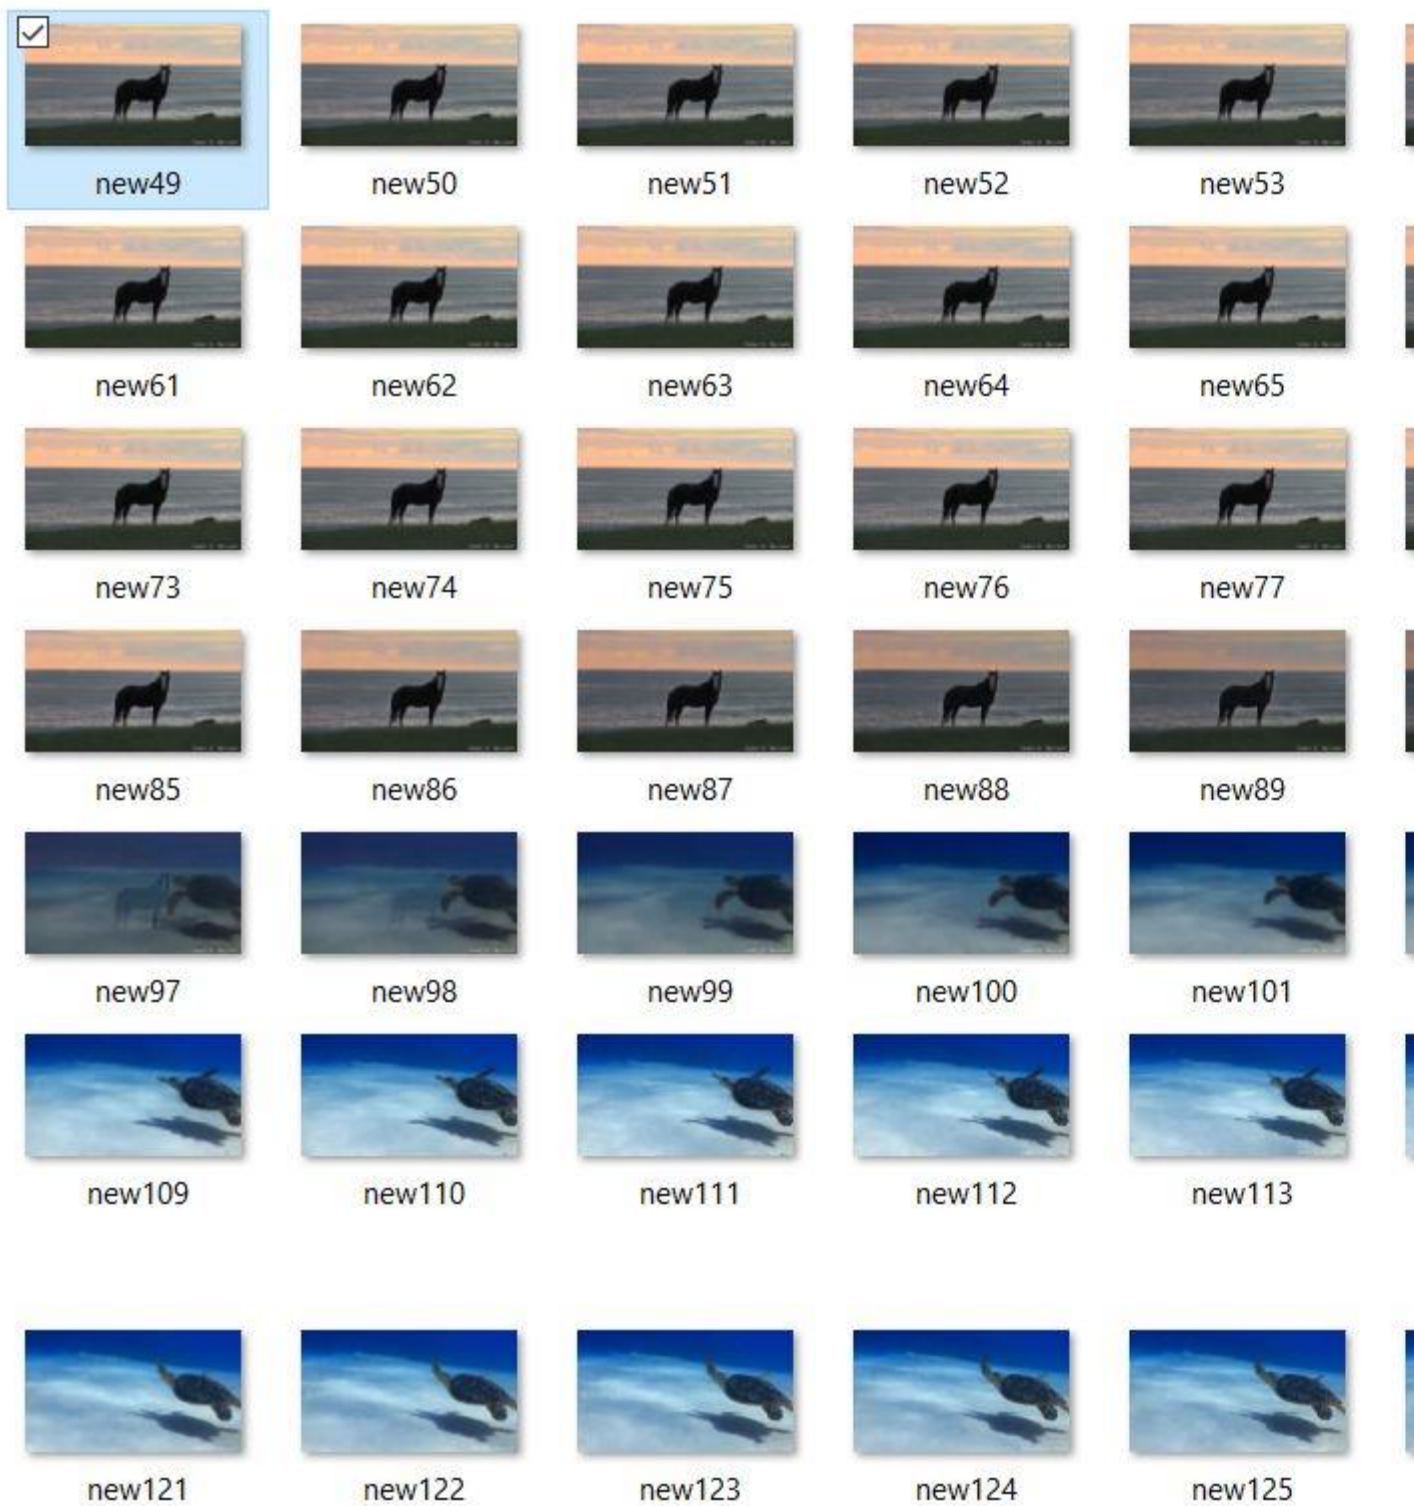 new49 new50 new51 new52 new53
new61 new62 new63 new64 new65
new73 new74 new75 new76 new77
new85 new86 new87 new88 new89
new97 new98 new99 new100 new101
new109 new110 new111 new112 new113
new121 new122 new123 new124 new125